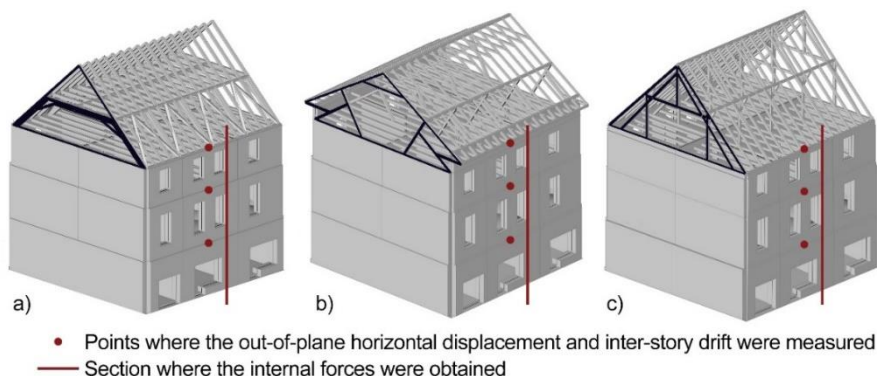 a)
b)
c)
Points where the out-of-plane horizontal displacement and inter-story drift were measured
Section where the internal forces were obtained